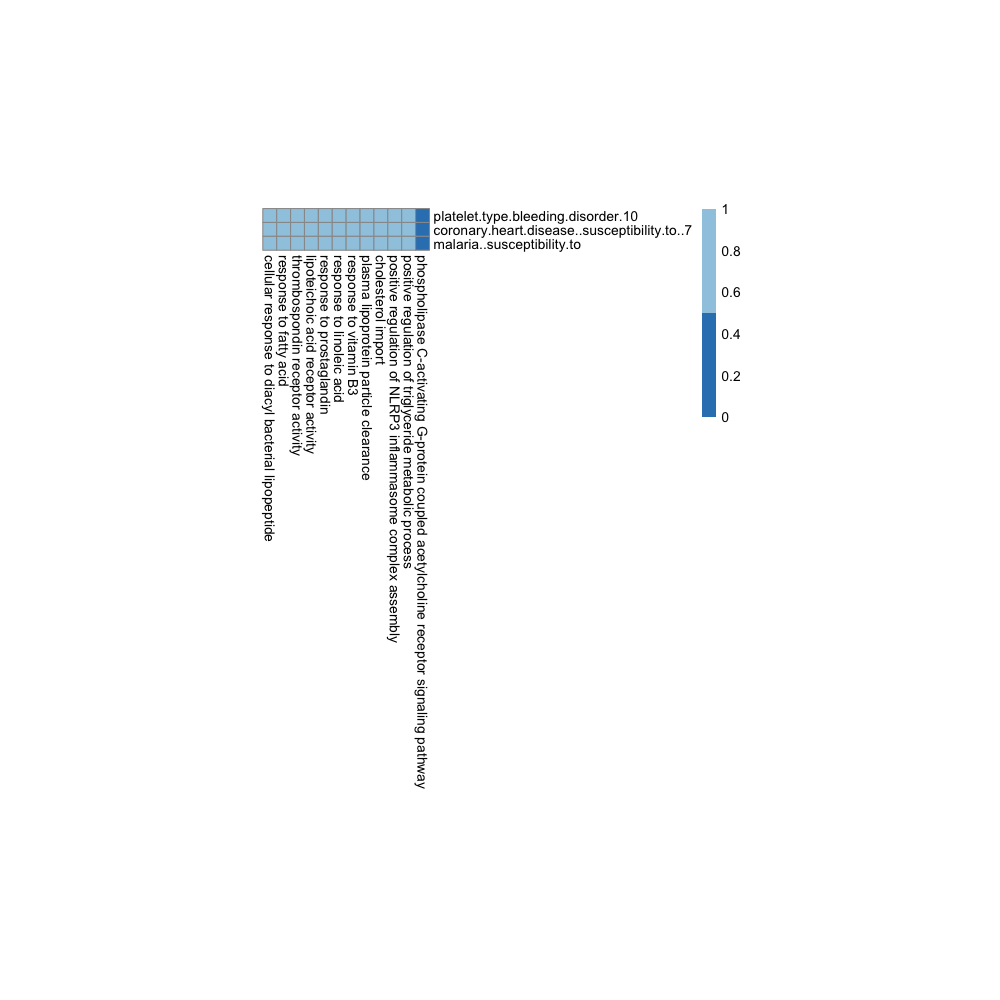 platelet.type.bleeding.disorder.10
coronary.heart.disease..susceptibility.to..7
malaria..susceptibility.to
1
0.8
0.6
0.4
0.2
0
cellular response to diacyl bacterial lipopeptide
response to fatty acid
thrombospondin receptor activity
lipoteichoic acid receptor activity
response to prostaglandin
response to linoleic acid
response to vitamin B3
plasma lipoprotein particle clearance
cholesterol import
positive regulation of NLRP3 inflammasome complex assembly
positive regulation of triglyceride metabolic process
phospholipase C-activating G-protein coupled acetylcholine receptor signaling pathway